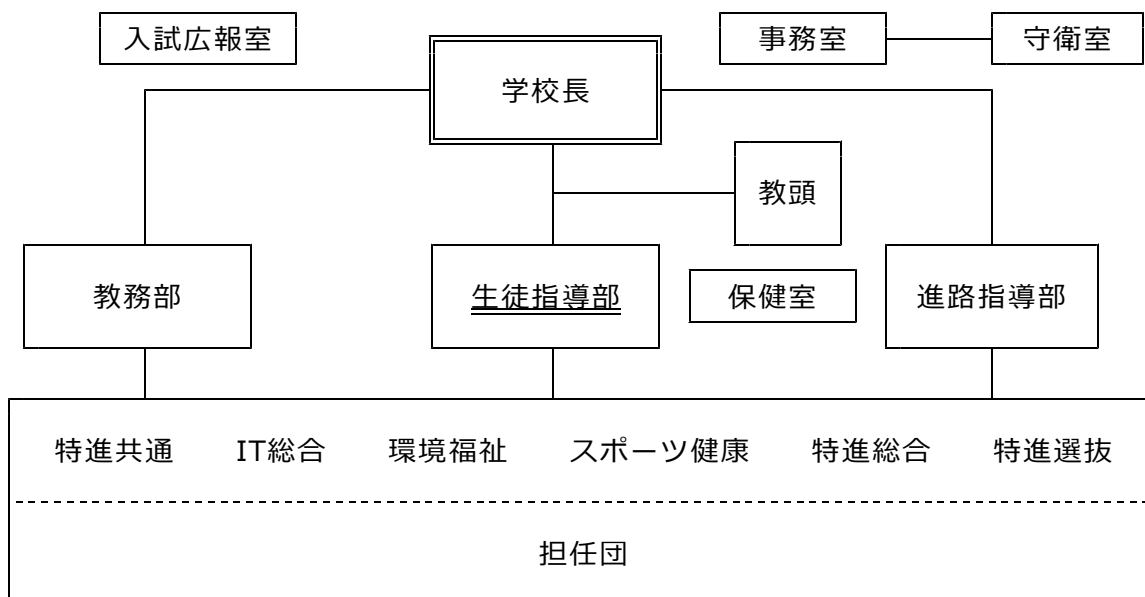 入試広報室
事務室
守衛室
学校長
教頭
教務部
生徒指導部
保健室
進路指導部
特進共通 IT総合 環境福祉 スポーツ健康 特進総合 特進選抜
担任団